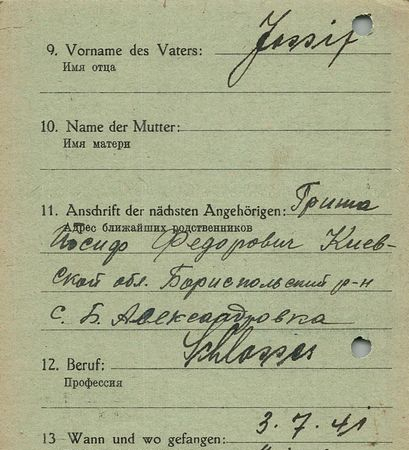 Jossif
9. Vorname des Vaters:
Имя отца
10. Name der Mutter:
Имя матери
11. Anschrift der nächsten Angehörigen: Гриша
Адрес ближайших родственников
Иосиф Федорович Киев-
ской обл. Бориспольский р-н
с. Б. Александровка
Schlosser
12. Beruf:
Профессия
3.7.41
13 Wann und wo gefangen: